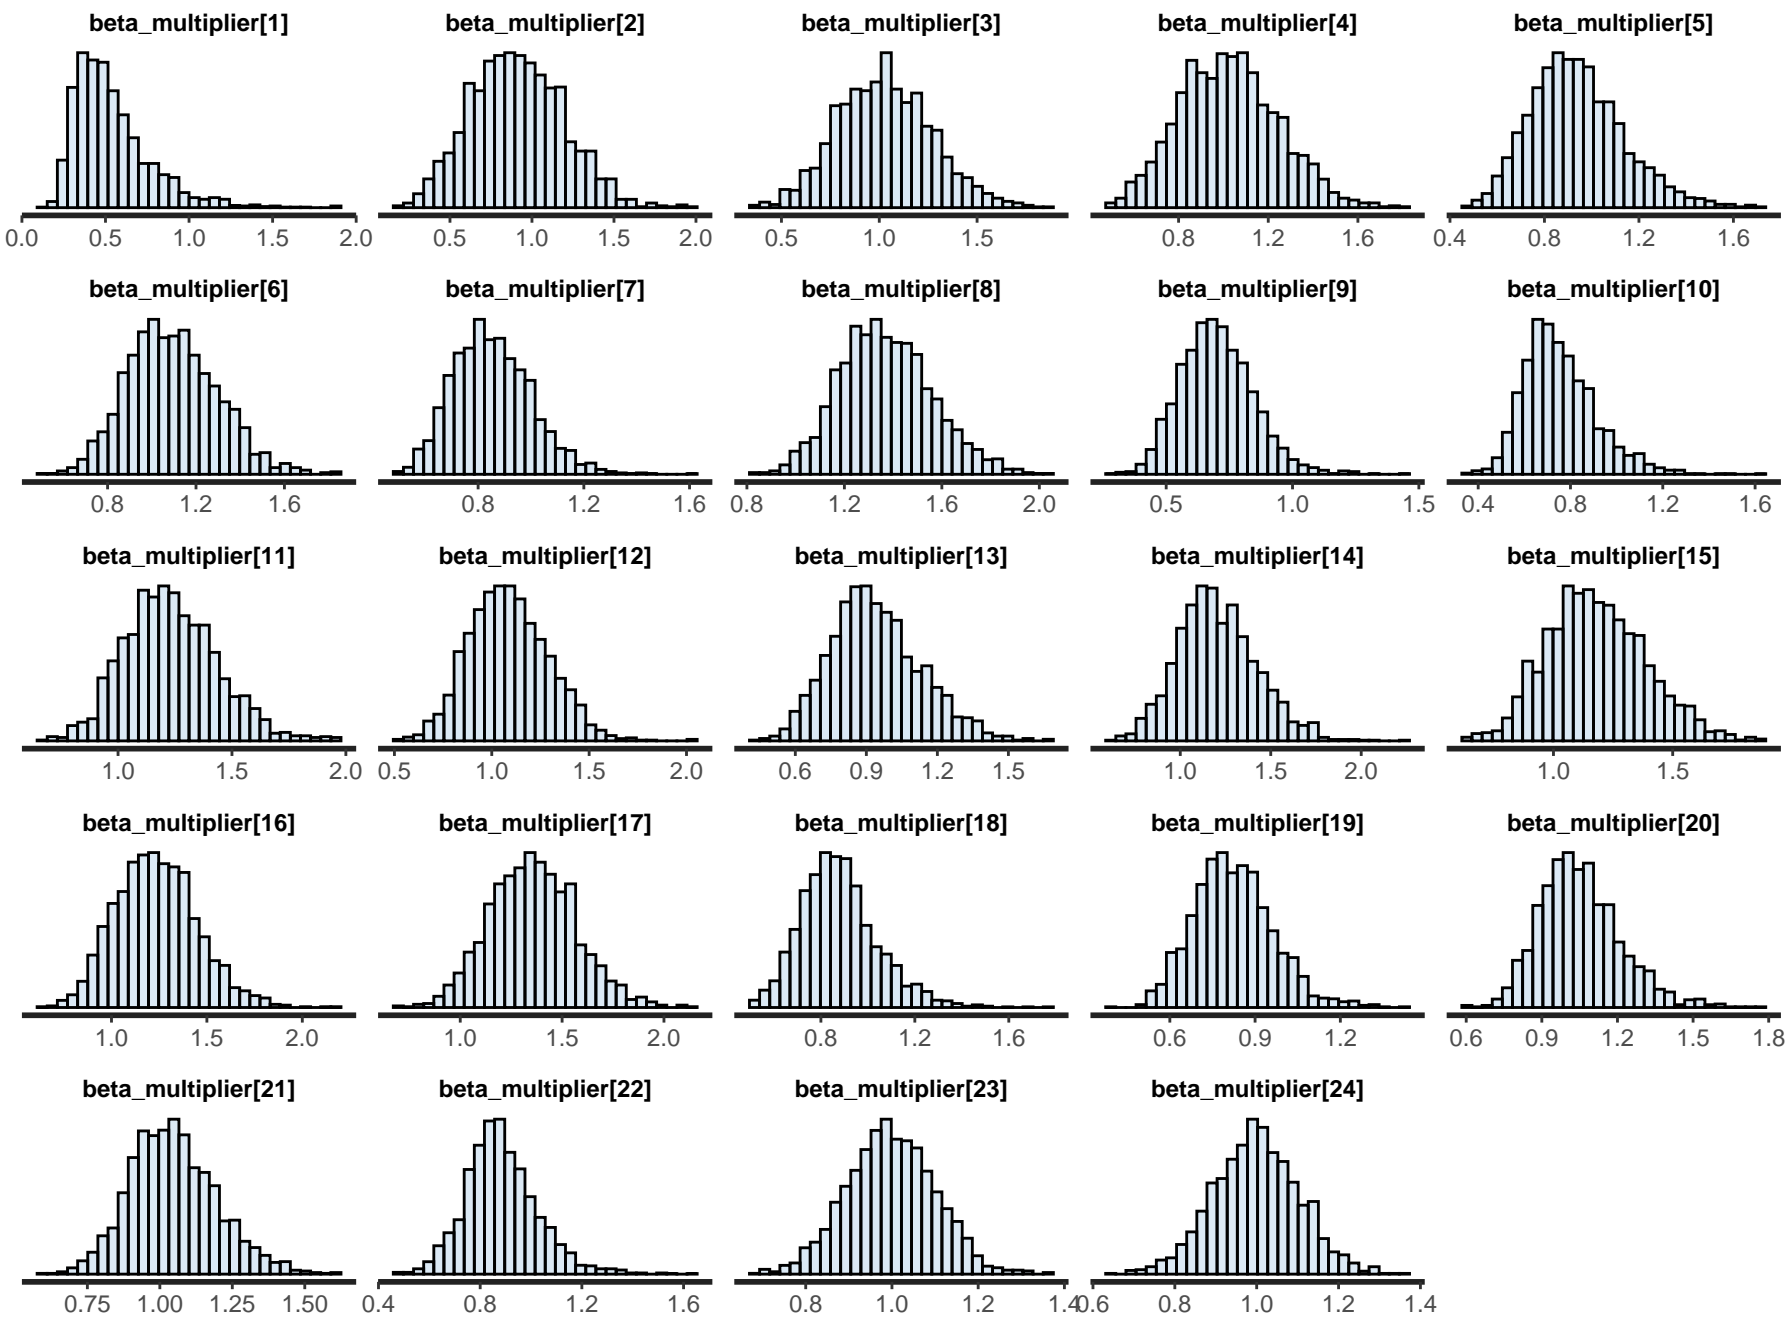 beta_multiplier[1] beta_multiplier[2] beta_multiplier[3] beta_multiplier[4] beta_multiplier[5]
0.0 0.5 1.0 1.5 2.0 0.5 1.0 1.5 2.0 0.5 1.0 1.5 0.8 1.2 1.6 0.4 0.8 1.2 1.6
beta_multiplier[6] beta_multiplier[7] beta_multiplier[8] beta_multiplier[9] beta_multiplier[10]
0.8 1.2 1.6 0.8 1.2 1.6 0.8 1.2 1.6 2.0 0.5 1.0 1.5 0.4 0.8 1.2 1.6
beta_multiplier[11] beta_multiplier[12] beta_multiplier[13] beta_multiplier[14] beta_multiplier[15]
1.0 1.5 2.0 0.5 1.0 1.5 2.0 0.6 0.9 1.2 1.5 1.0 1.5 2.0 1.0 1.5
beta_multiplier[16] beta_multiplier[17] beta_multiplier[18] beta_multiplier[19] beta_multiplier[20]
1.0 1.5 2.0 1.0 1.5 2.0 0.8 1.2 1.6 0.6 0.9 1.2 0.6 0.9 1.2 1.5 1.8
beta_multiplier[21] beta_multiplier[22] beta_multiplier[23] beta_multiplier[24]
0.75 1.00 1.25 1.50 0.4 0.8 1.2 1.6 0.8 1.0 1.2 1.4 0.6 0.8 1.0 1.2 1.4